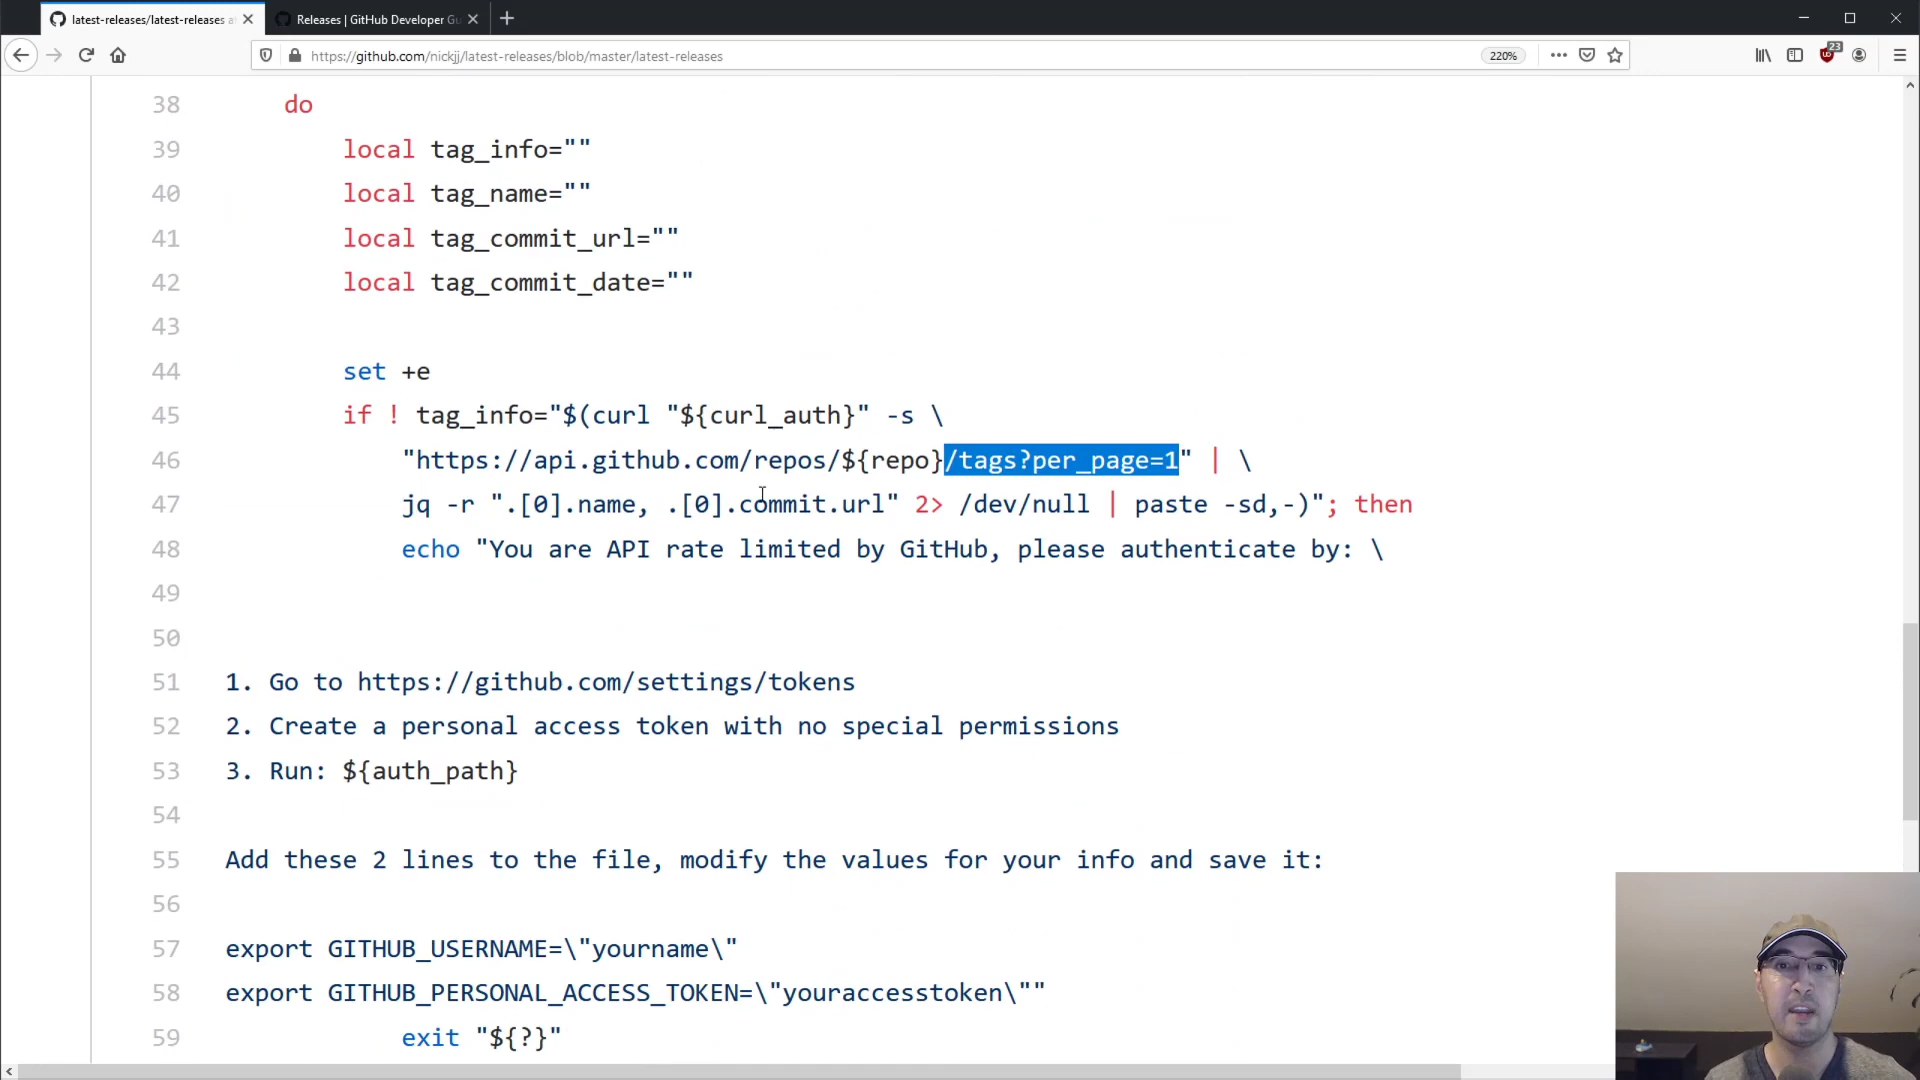 latest-releases/latest-releases a
Releases | GitHub Developer Gu
https://github.com/nickjj/latest-releases/blob/master/latest-releases
220%
23
38 do
39 local tag_info=""
40 local tag_name=""
41 local tag_commit_url=""
42 local tag_commit_date=""
43
44 set +e
45 if ! tag_info="$(curl "${curl_auth}" -s \
46 "https://api.github.com/repos/${repo}/tags?per_page=1" | \
47 jq -r ".[0].name, .[0].commit.url" 2> /dev/null | paste -sd,-)"; then
48 echo "You are API rate limited by GitHub, please authenticate by: \
49
50
51 1. Go to https://github.com/settings/tokens
52 2. Create a personal access token with no special permissions
53 3. Run: ${auth_path}
54
55 Add these 2 lines to the file, modify the values for your info and save it:
56
57 export GITHUB_USERNAME=\"yourname\"
58 export GITHUB_PERSONAL_ACCESS_TOKEN=\"youraccesstoken\""
59 exit "${?}"